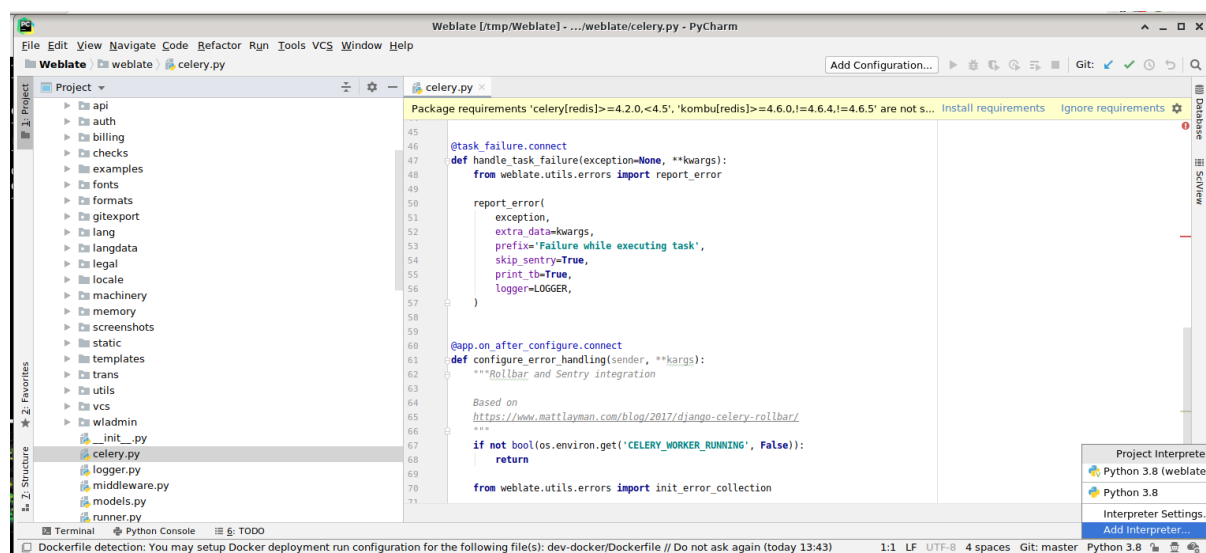 Weblate [/tmp/Weblate] - .../weblate/celery.py - PyCharm
File Edit View Navigate Code Refactor Run Tools VCS Window Help
Weblate weblate celery.py
Add Configuration...
Git:
1: Project
Project
celery.py
Package requirements 'celery[redis]>=4.2.0,<4.5', 'kombu[redis]>=4.6.0,!=4.6.4,!=4.6.5' are not s... Install requirements Ignore requirements
Database
SciView
api
auth
billing
checks
examples
fonts
formats
gitexport
lang
langdata
legal
locale
machinery
memory
screenshots
static
templates
trans
utils
vcs
wladmin
__init__.py
celery.py
logger.py
middleware.py
models.py
runner.py
2: Favorites
7: Structure
45
46 @task_failure.connect
47 def handle_task_failure(exception=None, **kwargs):
48 from weblate.utils.errors import report_error
49
50 report_error(
51 exception,
52 extra_data=kwargs,
53 prefix='Failure while executing task',
54 skip_sentry=True,
55 print_tb=True,
56 logger=LOGGER,
57 )
58
59
60 @app.on_after_configure.connect
61 def configure_error_handling(sender, **kargs):
62 """Rollbar and Sentry integration
63
64 Based on
65 https://www.mattlayman.com/blog/2017/django-celery-rollbar/
66 """
67 if not bool(os.environ.get('CELERY_WORKER_RUNNING', False)):
68 return
69
70 from weblate.utils.errors import init_error_collection
71
Project Interprete
Python 3.8 (weblate
Python 3.8
Interpreter Settings.
Add Interpreter...
Terminal Python Console 6: TODO
Dockerfile detection: You may setup Docker deployment run configuration for the following file(s): dev-docker/Dockerfile // Do not ask again (today 13:43) 1:1 LF UTF-8 4 spaces Git: master Python 3.8